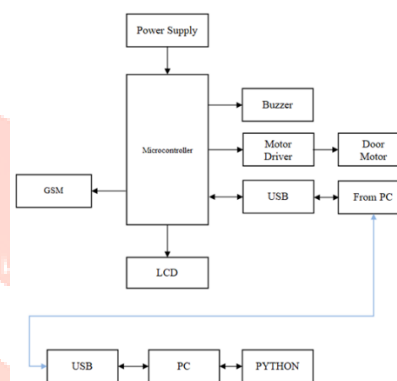 Power Supply
Buzzer
Microcontroller
Motor
Driver
Door
Motor
GSM
USB
From PC
LCD
USB
PC
PYTHON